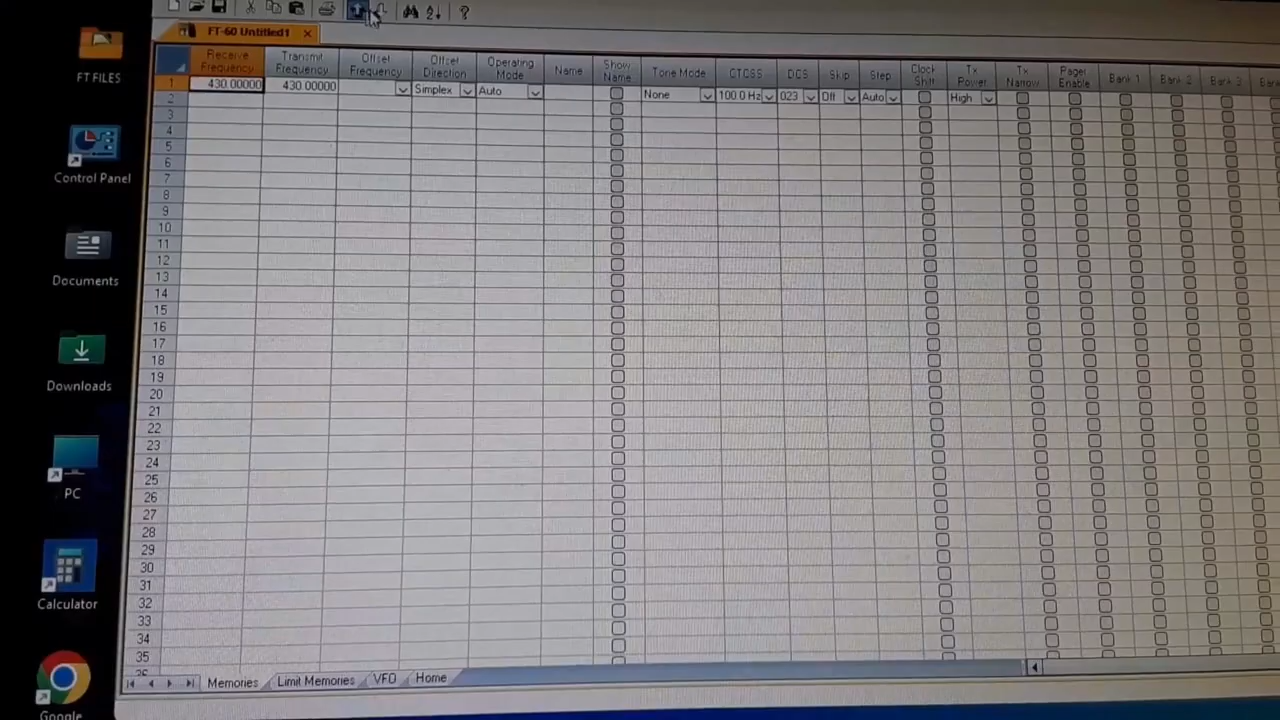 FT-60 Untitled1
Receive Frequency
Transmit Frequency
Offset Frequency
Offset Direction
Operating Mode
Name
Show Name
Tone Mode
CTCSS
DCS
Skip
Step
Clock Shift
Tx Power
Tx Narrow
Pager Enable
Bank 1
Bank 2
Bank 3
1
430.00000
430.00000
Simplex
Auto
None
100.0 Hz
023
Off
Auto
High
2
3
4
5
6
7
8
9
10
11
12
13
14
15
16
17
18
19
20
21
22
23
24
25
26
27
28
29
30
31
32
33
34
35
Memories
Limit Memories
VFO
Home
FT FILES
Control Panel
Documents
Downloads
PC
Calculator
Google